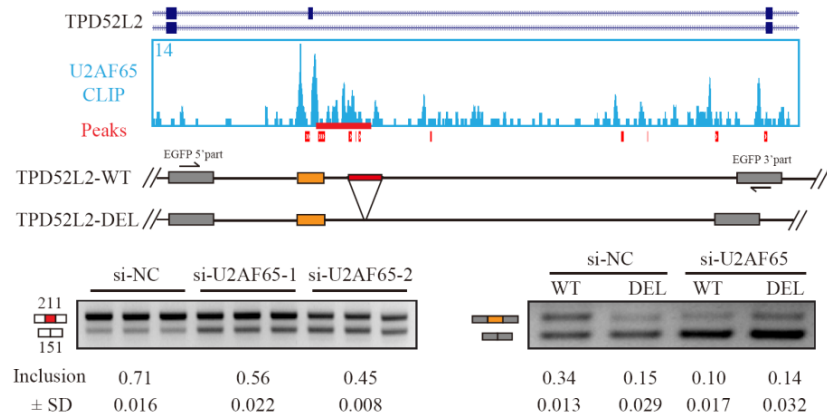 TPD52L2
14
U2AF65
CLIP
Peaks
EGFP 5'part
EGFP 3'part
TPD52L2-WT
TPD52L2-DEL
si-NC si-U2AF65-1 si-U2AF65-2
211
151
Inclusion 0.71 0.56 0.45
± SD 0.016 0.022 0.008
si-NC si-U2AF65
WT DEL WT DEL
0.34 0.15 0.10 0.14
0.013 0.029 0.017 0.032